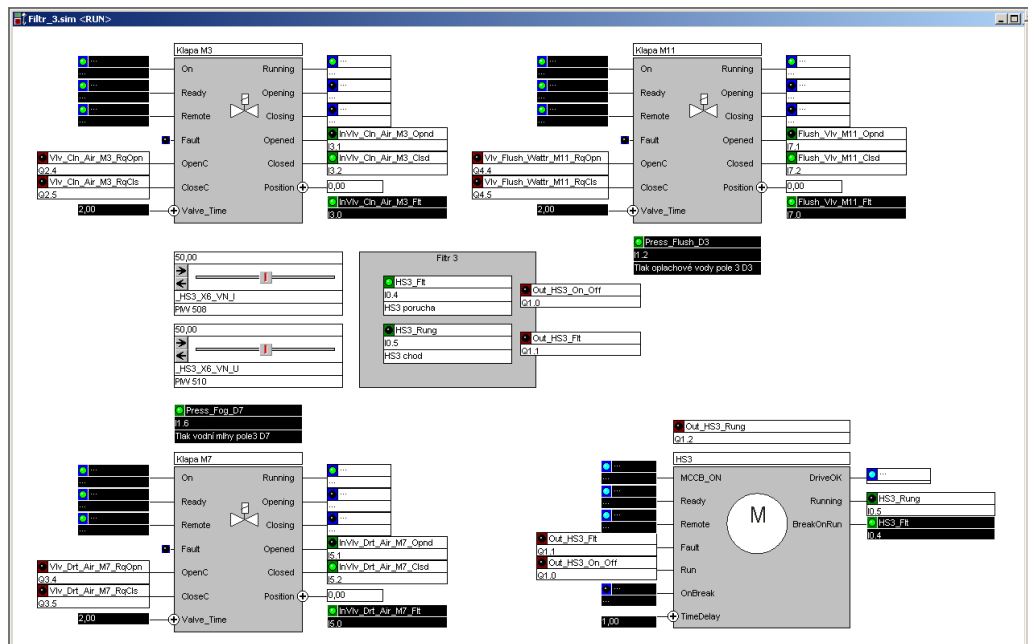 Filtr_3.sim <RUN>
Klapa M3
On
Running
Ready
Opening
Remote
Closing
Fault
Opened
OpenC
Closed
CloseC
Position
Valve_Time
...
...
...
...
...
...
Vlv_Cln_Air_M3_RqOpn
Q2.4
Vlv_Cln_Air_M3_RqCls
Q2.5
2,00
...
...
...
...
...
...
InVlv_Cln_Air_M3_Opnd
I3.1
InVlv_Cln_Air_M3_Clsd
I3.2
0,00
InVlv_Cln_Air_M3_Flt
I3.0
Klapa M11
On
Running
Ready
Opening
Remote
Closing
Fault
Opened
OpenC
Closed
CloseC
Position
Valve_Time
...
...
...
...
...
...
Vlv_Flush_Wattr_M11_RqOpn
Q4.4
Vlv_Flush_Wattr_M11_RqCls
Q4.5
2,00
...
...
...
...
...
...
Flush_Vlv_M11_Opnd
I7.1
Flush_Vlv_M11_Clsd
I7.2
0,00
Flush_Vlv_M11_Flt
I7.0
Press_Flush_D3
I1.2
Tlak oplachové vody pole 3 D3
50,00
_HS3_X6_VN_I
PIW 508
50,00
_HS3_X6_VN_U
PIW 510
Filtr 3
HS3_Flt
I0.4
HS3 porucha
HS3_Rung
I0.5
HS3 chod
Out_HS3_On_Off
Q1.0
Out_HS3_Flt
Q1.1
Press_Fog_D7
I1.6
Tlak vodní mlhy pole3 D7
Klapa M7
On
Running
Ready
Opening
Remote
Closing
Fault
Opened
OpenC
Closed
CloseC
Position
Valve_Time
...
...
...
...
...
...
Vlv_Drt_Air_M7_RqOpn
Q3.4
Vlv_Drt_Air_M7_RqCls
Q3.5
2,00
...
...
...
...
...
...
InVlv_Drt_Air_M7_Opnd
I5.1
InVlv_Drt_Air_M7_Clsd
I5.2
0,00
InVlv_Drt_Air_M7_Flt
I5.0
Out_HS3_Rung
Q1.2
HS3
MCCB_ON
DriveOK
Ready
Running
Remote
BreakOnRun
Fault
Run
OnBreak
TimeDelay
M
...
...
...
...
...
...
Out_HS3_Flt
Q1.1
Out_HS3_On_Off
Q1.0
...
...
1,00
...
...
HS3_Rung
I0.5
HS3_Flt
I0.4